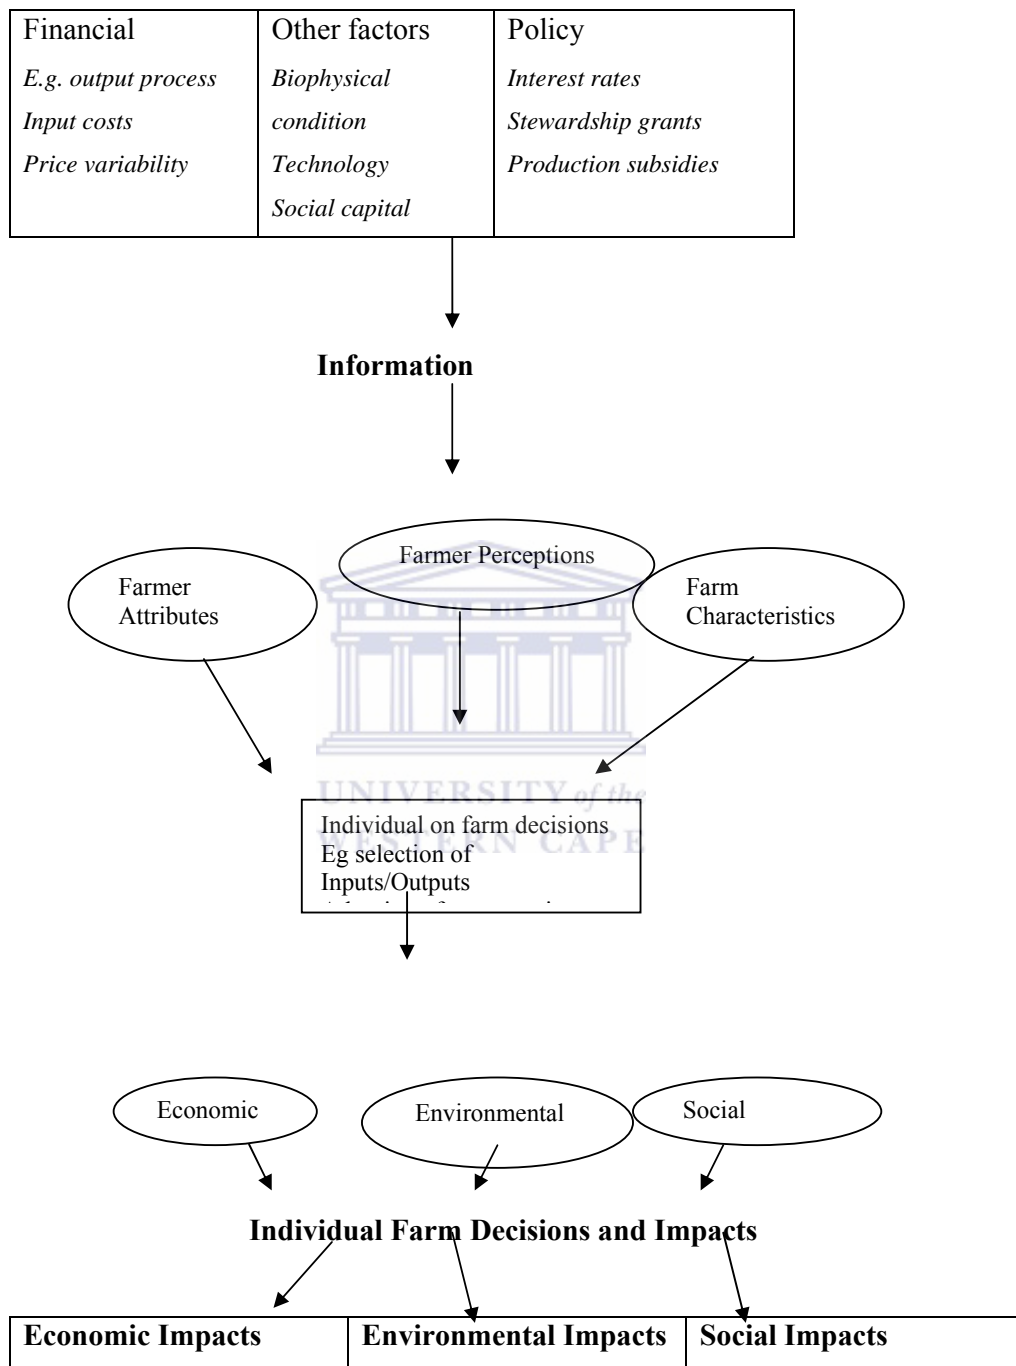 Financial
E.g. output process
Input costs
Price variability
Other factors
Biophysical
condition
Technology
Social capital
Policy
Interest rates
Stewardship grants
Production subsidies
Information
Farmer Perceptions
Farmer
Attributes
Farm
Characteristics
UNIVERSITY of the
WESTERN CAPE
Individual on farm decisions
Eg selection of
Inputs/Outputs
Economic
Environmental
Social
Individual Farm Decisions and Impacts
Economic Impacts
Environmental Impacts
Social Impacts